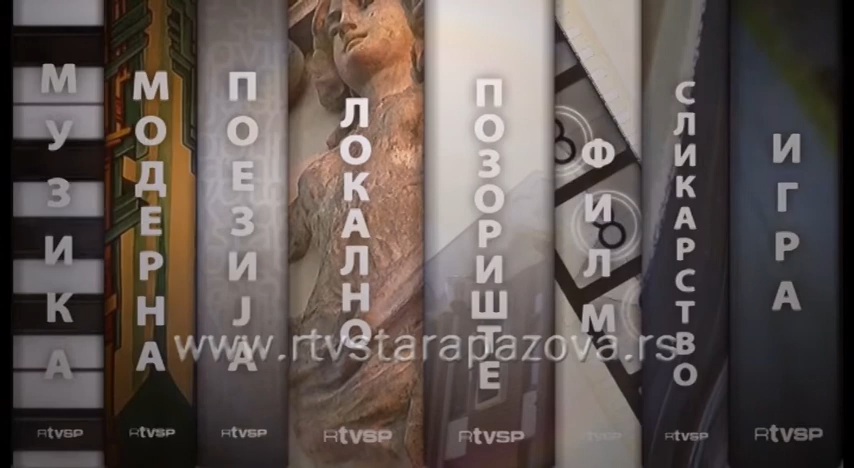 МУЗИКА
МОДЕРНА
ПОЕЗИЈА
ЛОКАЛНО
ПОЗОРИШТЕ
ФИЛМ
СЛИКАРСТВО
ИГРА
www.rtvstarapazova.rs
RTVSP
RTVSP
RTVSP
RTVSP
RTVSP
RTVSP
RTVSP
RTVSP